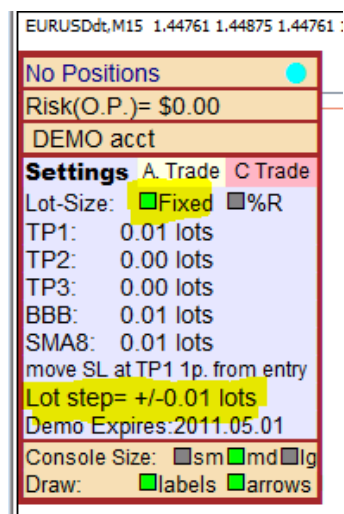 EURUSDdt,M15 1.44761 1.44875 1.44761
No Positions
Risk(O.P.)= $0.00
DEMO acct
Settings A. Trade C Trade
Lot-Size: Fixed %R
TP1: 0.01 lots
TP2: 0.00 lots
TP3: 0.00 lots
BBB: 0.01 lots
SMA8: 0.01 lots
move SL at TP1 1p. from entry
Lot step= +/-0.01 lots
Demo Expires:2011.05.01
Console Size: sm md lg
Draw: labels arrows